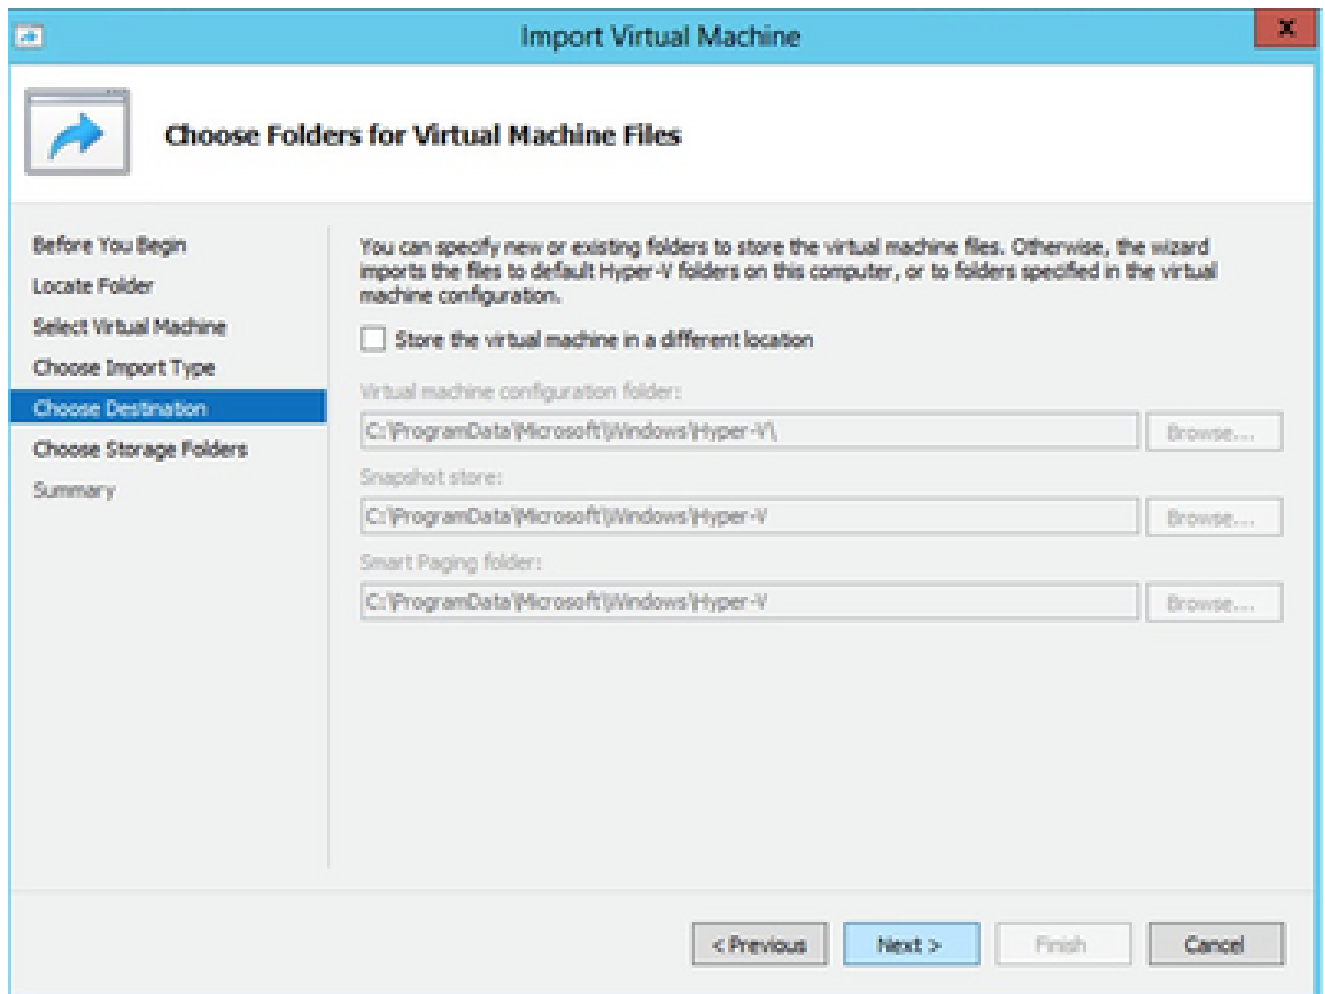 Import Virtual Machine
X
Choose Folders for Virtual Machine Files
Before You Begin
Locate Folder
Select Virtual Machine
Choose Import Type
Choose Destination
Choose Storage Folders
Summary
You can specify new or existing folders to store the virtual machine files. Otherwise, the wizard
imports the files to default Hyper-V folders on this computer, or to folders specified in the virtual
machine configuration.
Store the virtual machine in a different location
Virtual machine configuration folder:
C:\ProgramData\Microsoft\Windows\Hyper-V\
Browse...
Snapshot store:
C:\ProgramData\Microsoft\Windows\Hyper-V
Browse...
Smart Paging folder:
C:\ProgramData\Microsoft\Windows\Hyper-V
Browse...
< Previous
Next >
Finish
Cancel